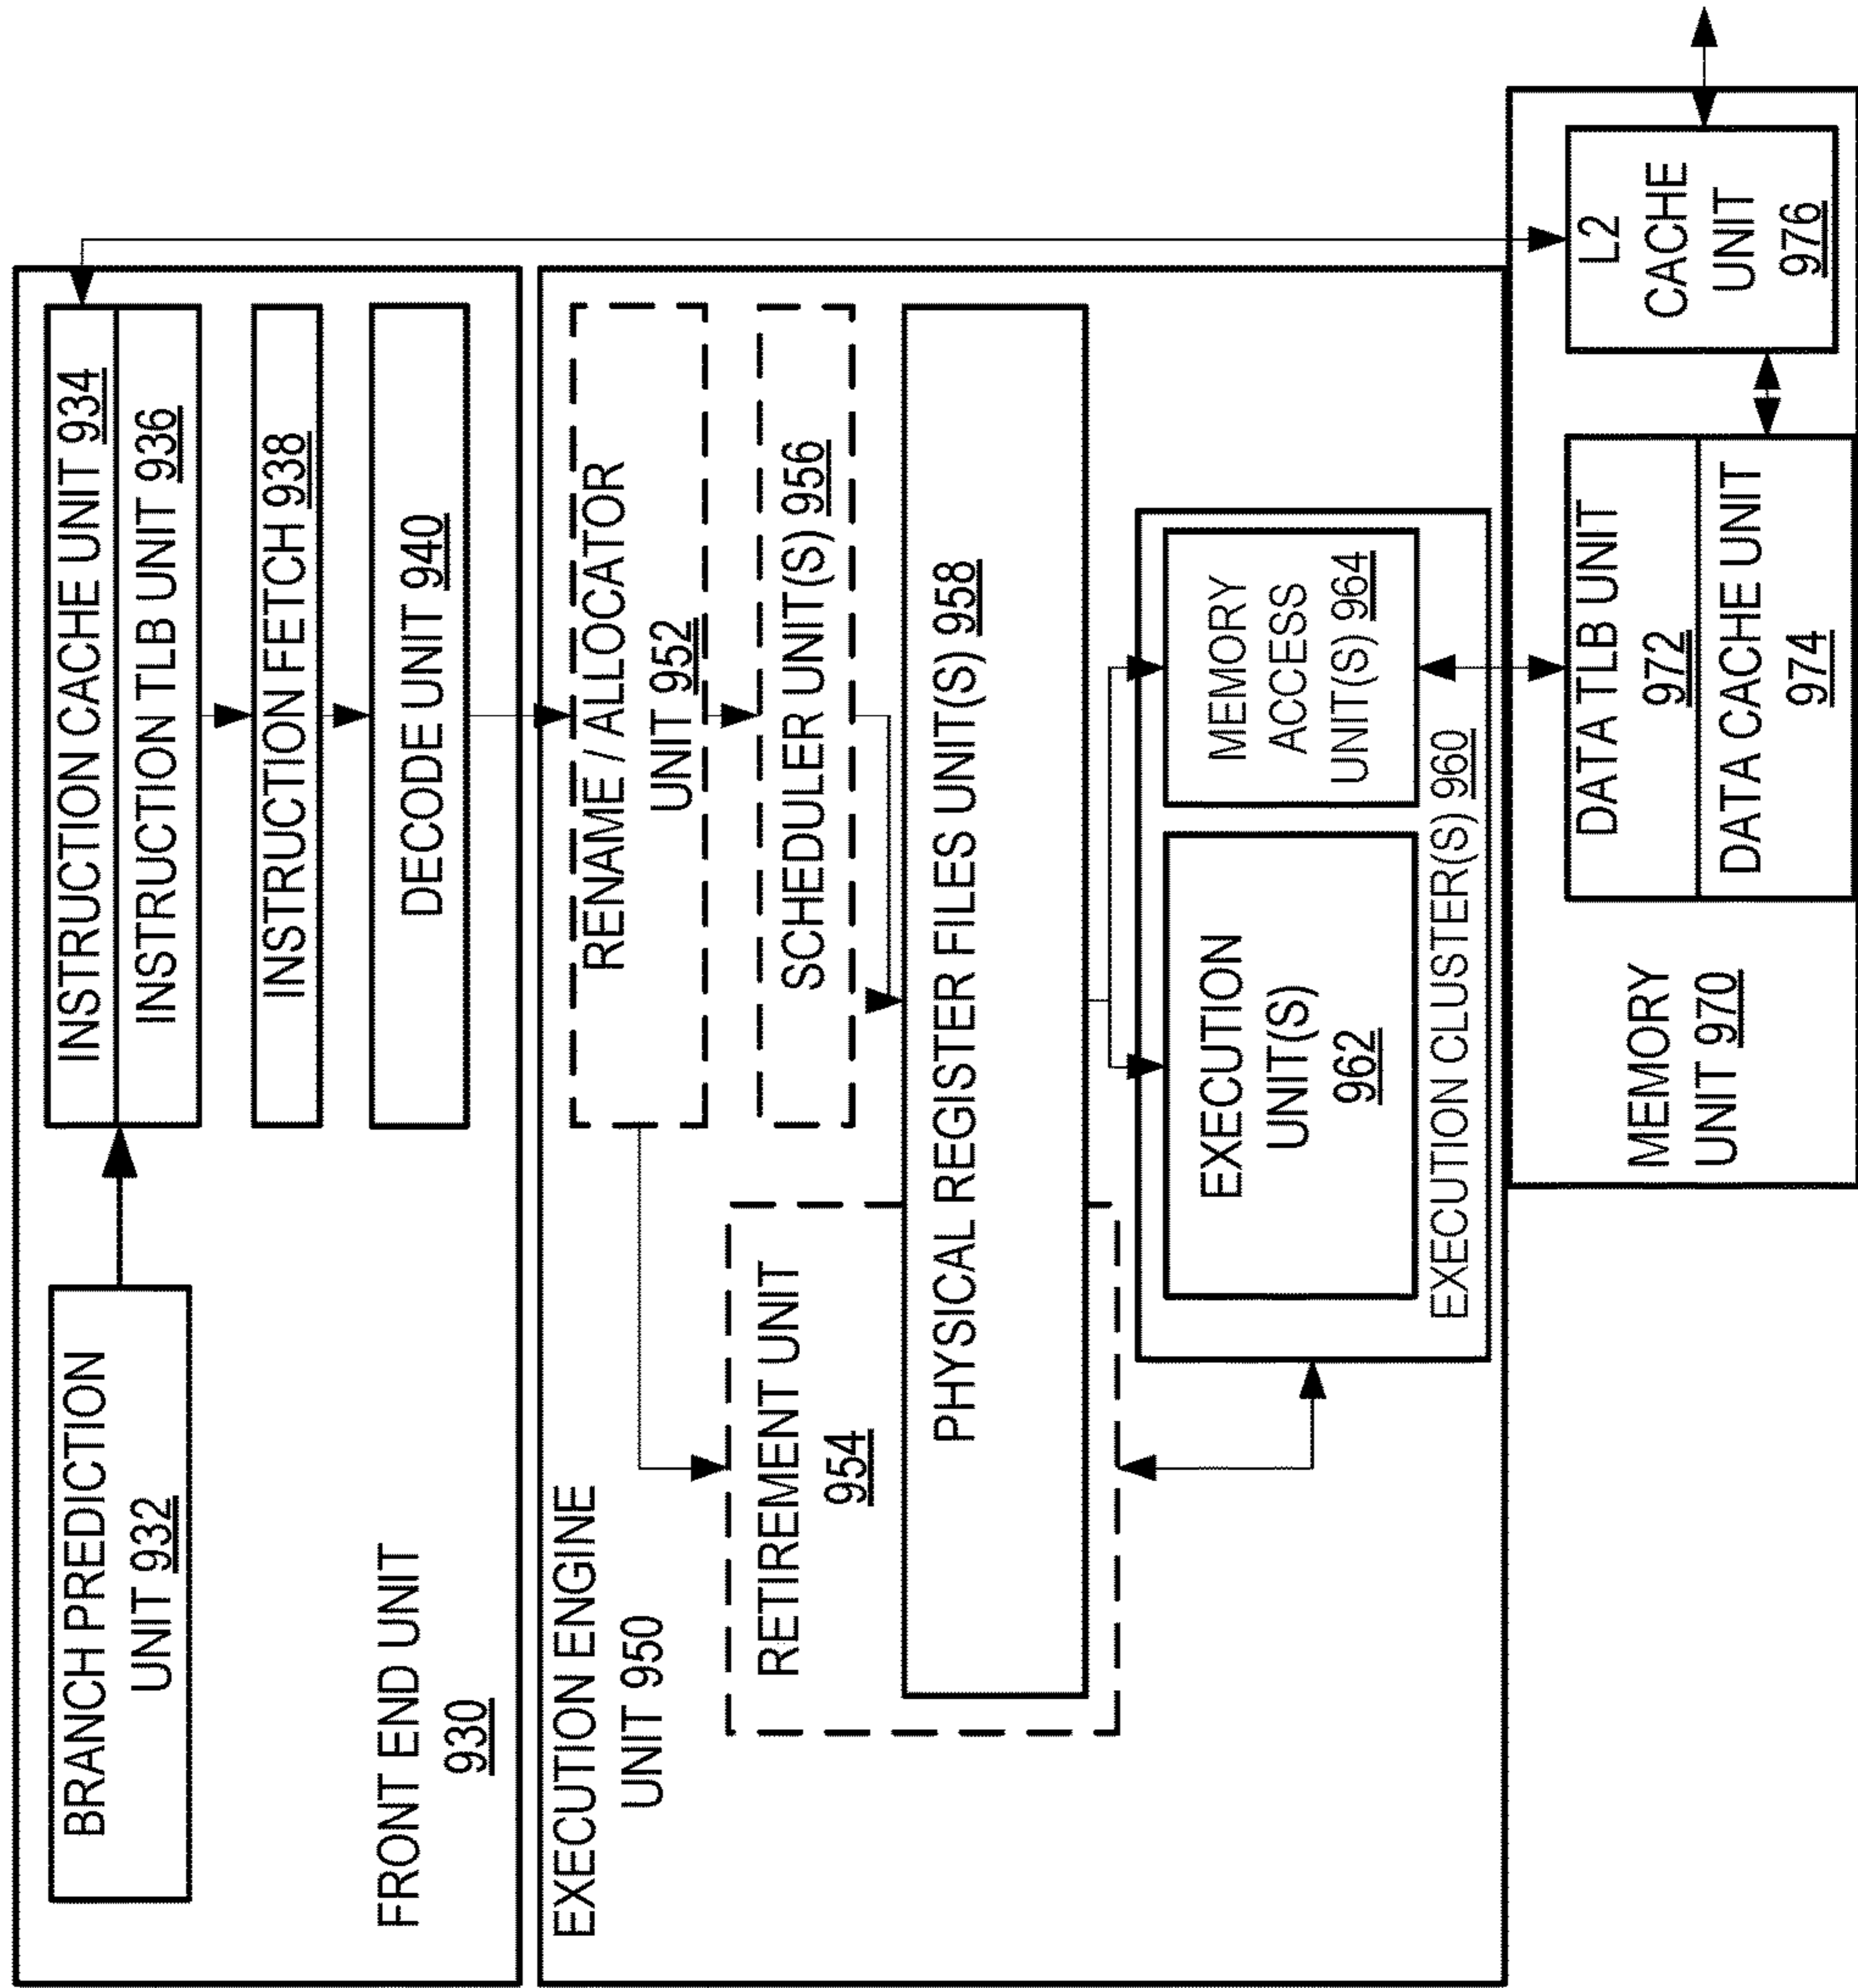 BRANCH PREDICTION
UNIT 932
INSTRUCTION CACHE UNIT 934
INSTRUCTION TLB UNIT 936
INSTRUCTION FETCH 938
DECODE UNIT 940
FRONT END UNIT
930
EXECUTION ENGINE
UNIT 950
RENAME / ALLOCATOR
UNIT 952
SCHEDULER UNIT(S) 956
RETIREMENT UNIT
954
PHYSICAL REGISTER FILES UNIT(S) 958
EXECUTION
UNIT(S)
962
MEMORY
ACCESS
UNIT(S) 964
EXECUTION CLUSTER(S) 960
MEMORY
UNIT 970
DATA TLB UNIT
972
DATA CACHE UNIT
974
L2
CACHE
UNIT
976